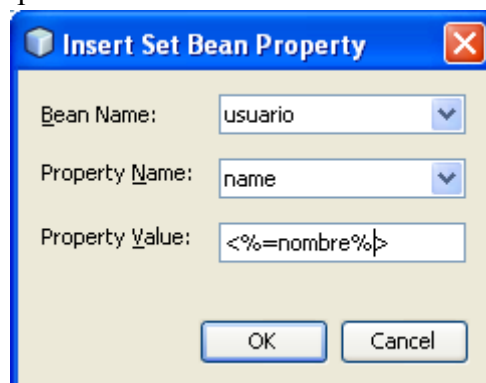 Insert Set Bean Property
Bean Name: usuario
Property Name: name
Property Value: <%=nombre%>
OK Cancel